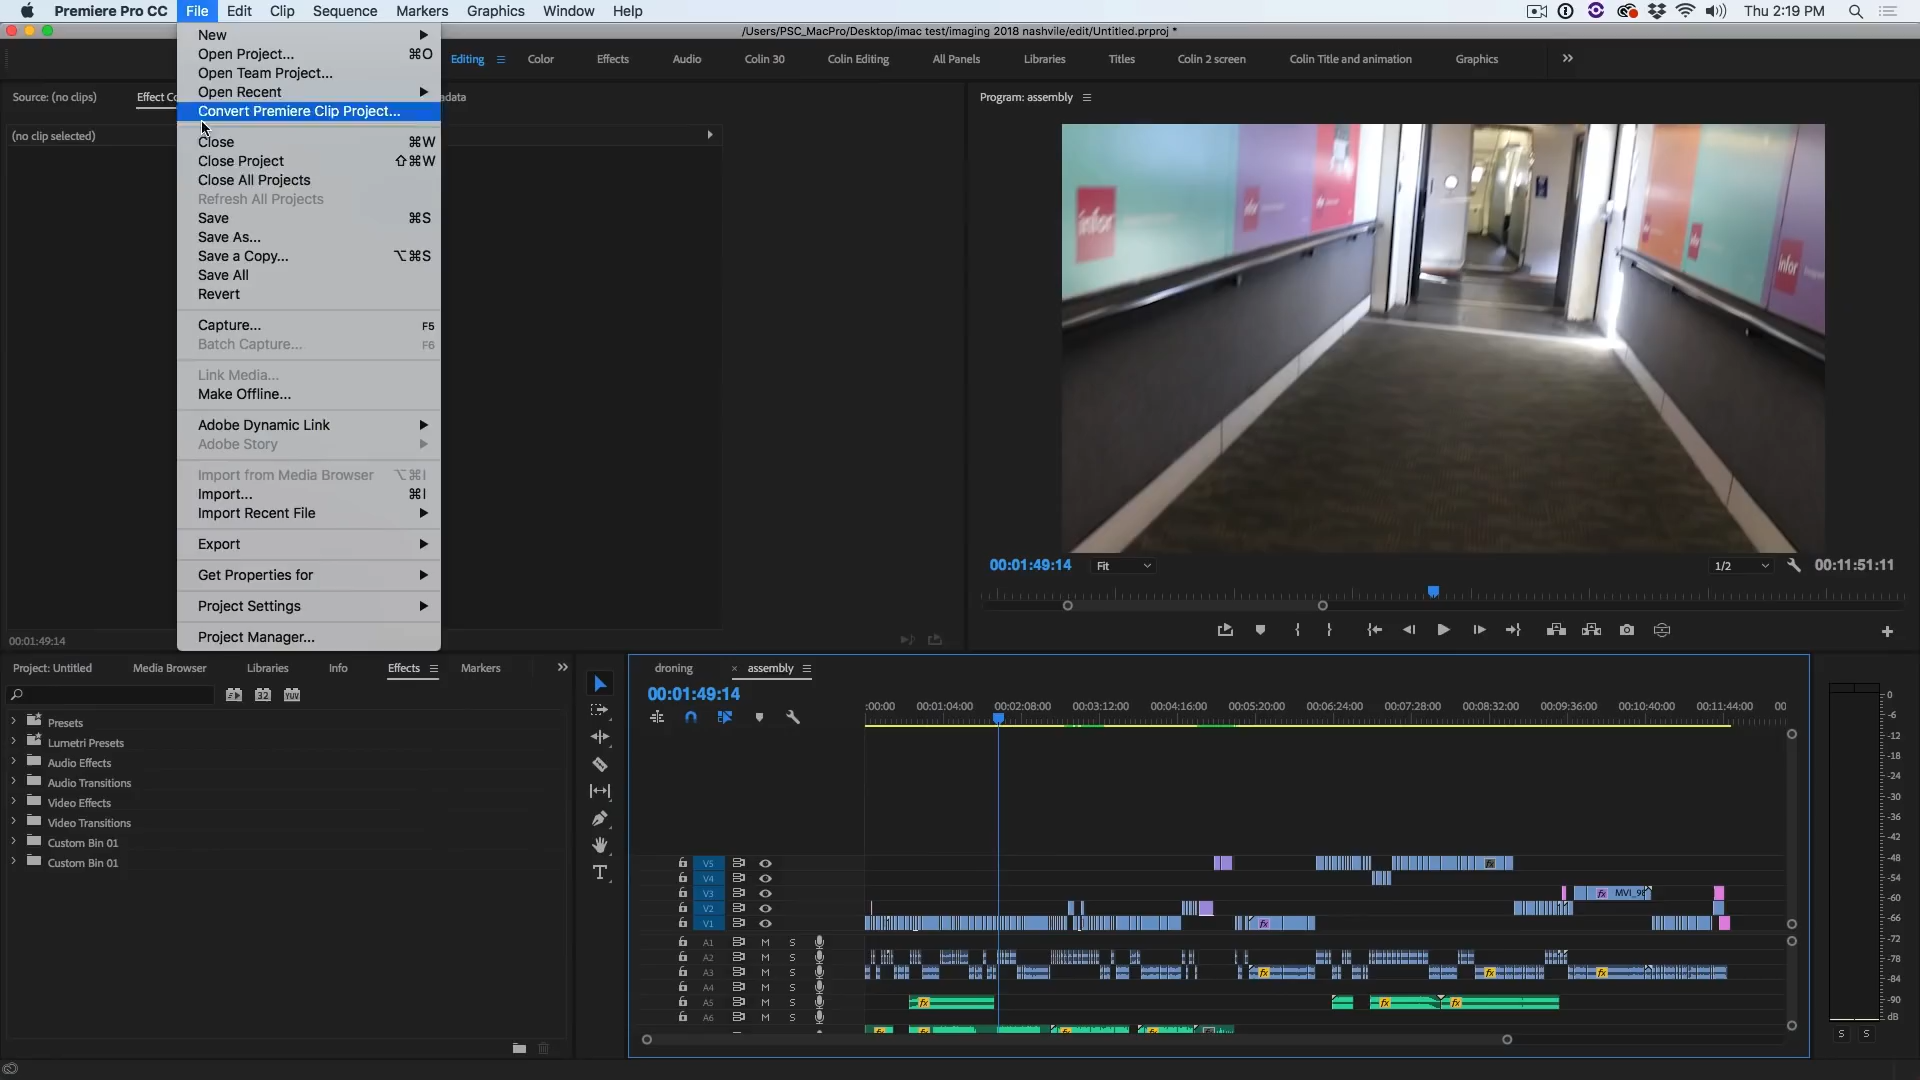 Premiere Pro CC File Edit Clip Sequence Markers Graphics Window Help Thu 2:19 PM
/Users/PSC_MacPro/Desktop/imac test/imaging 2018 nashvile/edit/Untitled.prproj *
New
Open Project... ⌘O
Open Team Project...
Open Recent
Convert Premiere Clip Project...
Close ⌘W
Close Project ⇧⌘W
Close All Projects
Refresh All Projects
Save ⌘S
Save As...
Save a Copy... ⌥⌘S
Save All
Revert
Capture... F5
Batch Capture... F6
Link Media...
Make Offline...
Adobe Dynamic Link
Adobe Story
Import from Media Browser ⌥⌘I
Import... ⌘I
Import Recent File
Export
Get Properties for
Project Settings
Project Manager...
Editing Color Effects Audio Colin 30 Colin Editing All Panels Libraries Titles Colin 2 screen Colin Title and animation Graphics
Source: (no clips) Effect Co adata
(no clip selected)
00:01:49:14
Program: assembly
infor
infor
infor
infor
00:01:49:14 Fit 1/2 00:11:51:11
Project: Untitled Media Browser Libraries Info Effects Markers
32 YUV
Presets
Lumetri Presets
Audio Effects
Audio Transitions
Video Effects
Video Transitions
Custom Bin 01
Custom Bin 01
T
droning × assembly
00:01:49:14
:00:00 00:01:04:00 00:02:08:00 00:03:12:00 00:04:16:00 00:05:20:00 00:06:24:00 00:07:28:00 00:08:32:00 00:09:36:00 00:10:40:00 00:11:44:00 00
V5 fx
V4
V3 fx MVI_98
V2
V1 fx
A1 M S
A2 M S
A3 M S fx fx fx
A4 M S
A5 M S fx fx fx
A6 M S
fx fx fx fx
0
-6
-12
-18
-24
-30
-36
-42
-48
-54
-60
-66
-72
-78
-84
-90
dB
S S